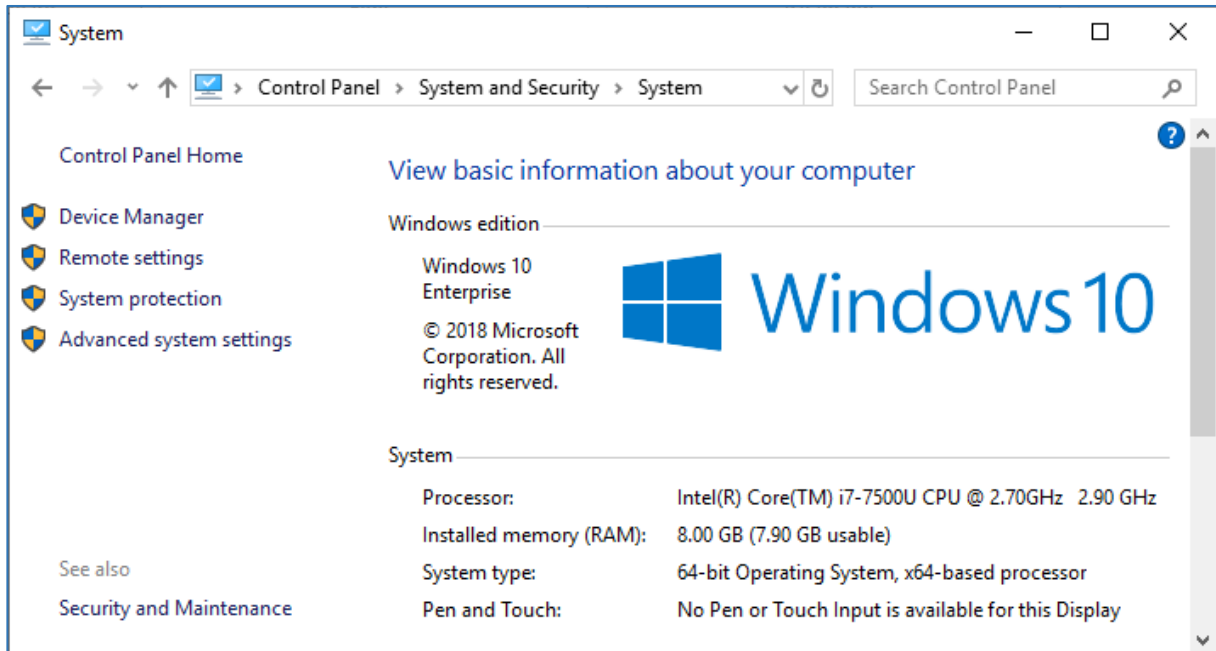 System
Control Panel > System and Security > System
Search Control Panel
?
Control Panel Home
Device Manager
Remote settings
System protection
Advanced system settings
See also
Security and Maintenance
View basic information about your computer
Windows edition
Windows 10
Enterprise
© 2018 Microsoft
Corporation. All
rights reserved.
Windows 10
System
Processor: Intel(R) Core(TM) i7-7500U CPU @ 2.70GHz 2.90 GHz
Installed memory (RAM): 8.00 GB (7.90 GB usable)
System type: 64-bit Operating System, x64-based processor
Pen and Touch: No Pen or Touch Input is available for this Display